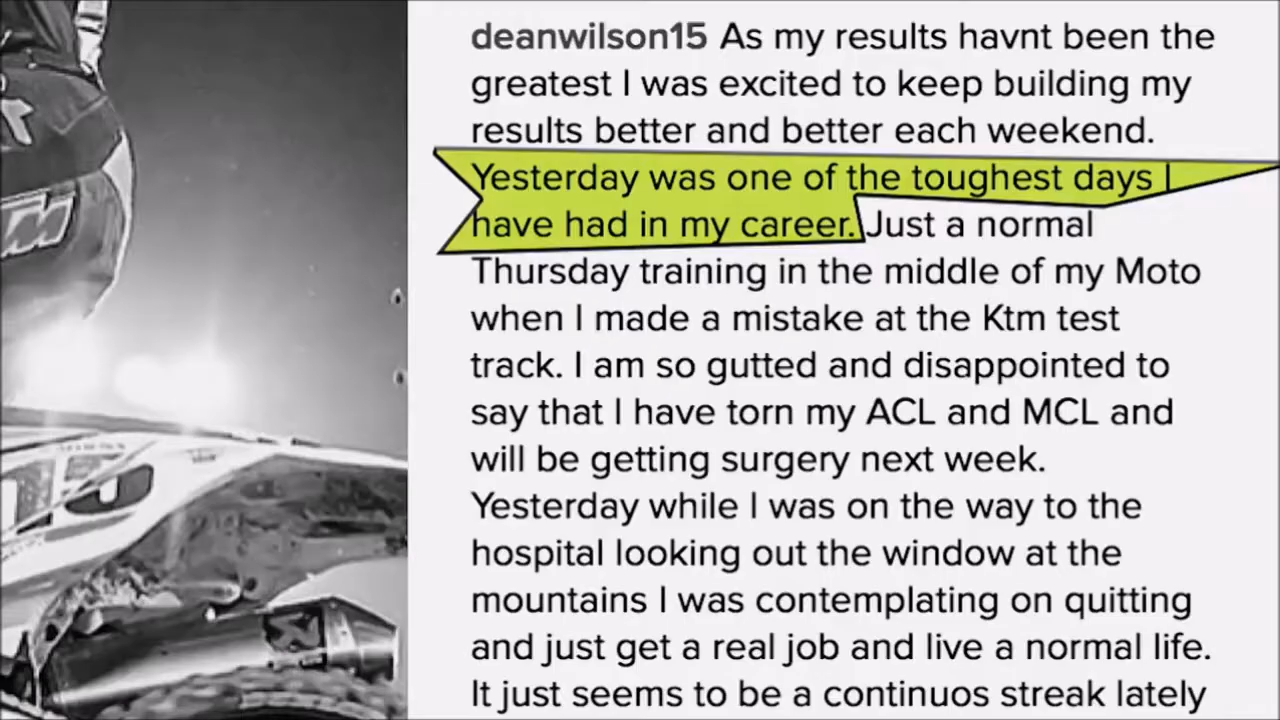 deanwilson15 As my results havnt been the
greatest I was excited to keep building my
results better and better each weekend.
Yesterday was one of the toughest days I
have had in my career. Just a normal
Thursday training in the middle of my Moto
when I made a mistake at the Ktm test
track. I am so gutted and disappointed to
say that I have torn my ACL and MCL and
will be getting surgery next week.
Yesterday while I was on the way to the
hospital looking out the window at the
mountains I was contemplating on quitting
and just get a real job and live a normal life.
It just seems to be a continuos streak lately